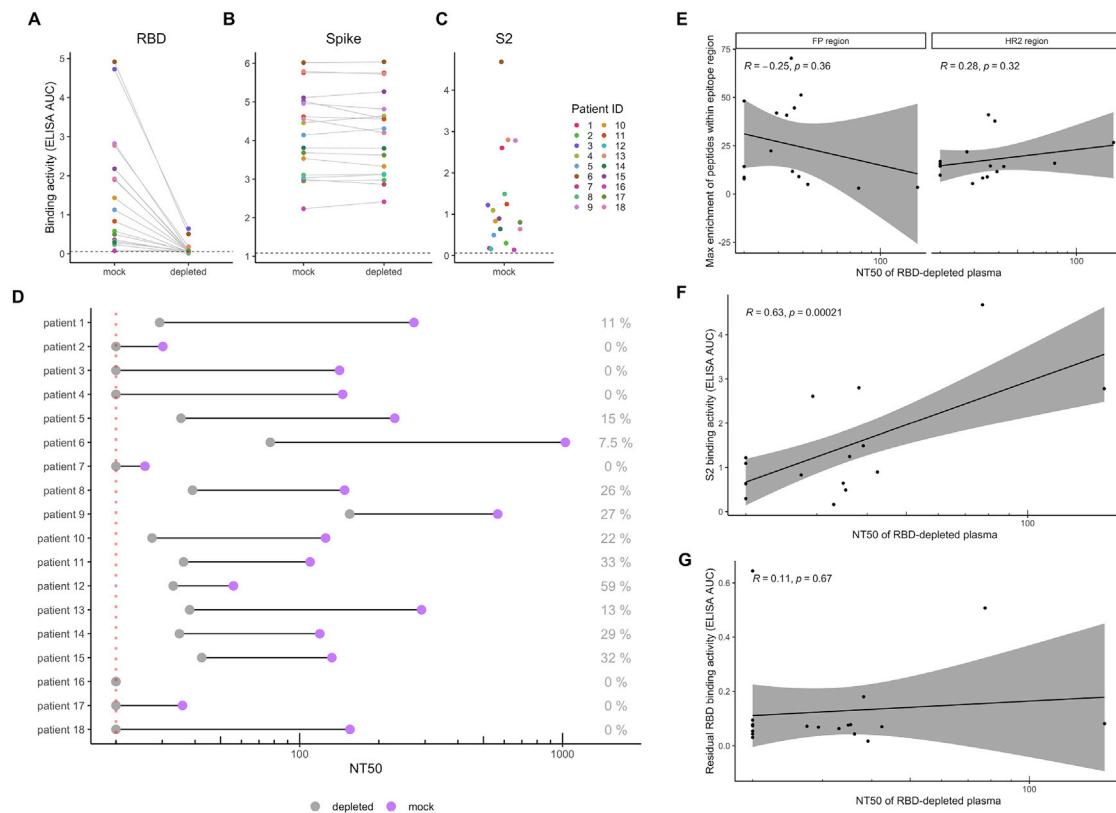 A
RBD
B
Spike
C
S2
Binding activity (ELISA AUC)
5
4
3
2
1
0
mock
depleted
6
5
4
3
2
1
mock
depleted
4
3
2
1
0
mock
Patient ID
1
2
3
4
5
6
7
8
9
10
11
12
13
14
15
16
17
18
D
patient 1
11 %
patient 2
0 %
patient 3
0 %
patient 4
0 %
patient 5
15 %
patient 6
7.5 %
patient 7
0 %
patient 8
26 %
patient 9
27 %
patient 10
22 %
patient 11
33 %
patient 12
59 %
patient 13
13 %
patient 14
29 %
patient 15
32 %
patient 16
0 %
patient 17
0 %
patient 18
0 %
100
1000
NT50
depleted
mock
E
FP region
HR2 region
Max enrichment of peptides within epitope region
75
50
25
0
-25
R = −0.25, p = 0.36
R = 0.28, p = 0.32
100
100
NT50 of RBD-depleted plasma
F
R = 0.63, p = 0.00021
S2 binding activity (ELISA AUC)
4
3
2
1
0
100
NT50 of RBD-depleted plasma
G
R = 0.11, p = 0.67
Residual RBD binding activity (ELISA AUC)
0.6
0.4
0.2
0.0
100
NT50 of RBD-depleted plasma